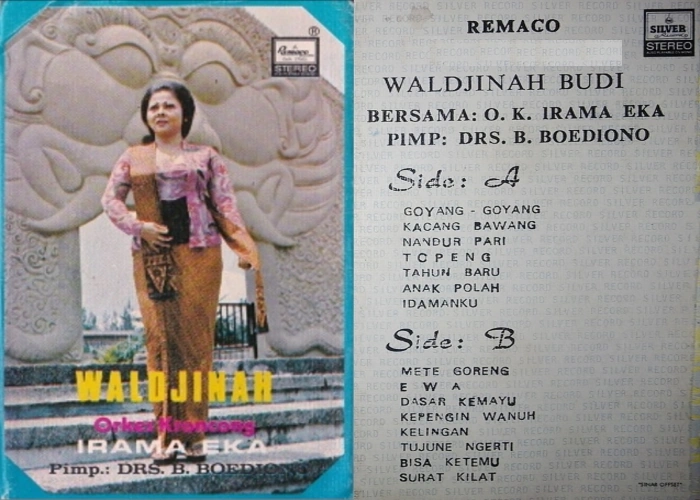 Remaco
STEREO
WALDJINAH
Orkes Kroncong
IRAMA EKA
Pimp.: DRS. B. BOEDIONO
REMACO
SILVER
STEREO
WALDJINAH BUDI
BERSAMA: O. K. IRAMA EKA
PIMP: DRS. B. BOEDIONO
Side: A
GOYANG - GOYANG
KACANG BAWANG
NANDUR PARI
TOPENG
TAHUN BARU
ANAK POLAH
IDAMANKU
Side: B
METE GORENG
E W A
DASAR KEMAYU
KEPENGIN WANUH
KELINGAN
TUJUNE NGERTI
BISA KETEMU
SURAT KILAT
"SINAR OFFSET"